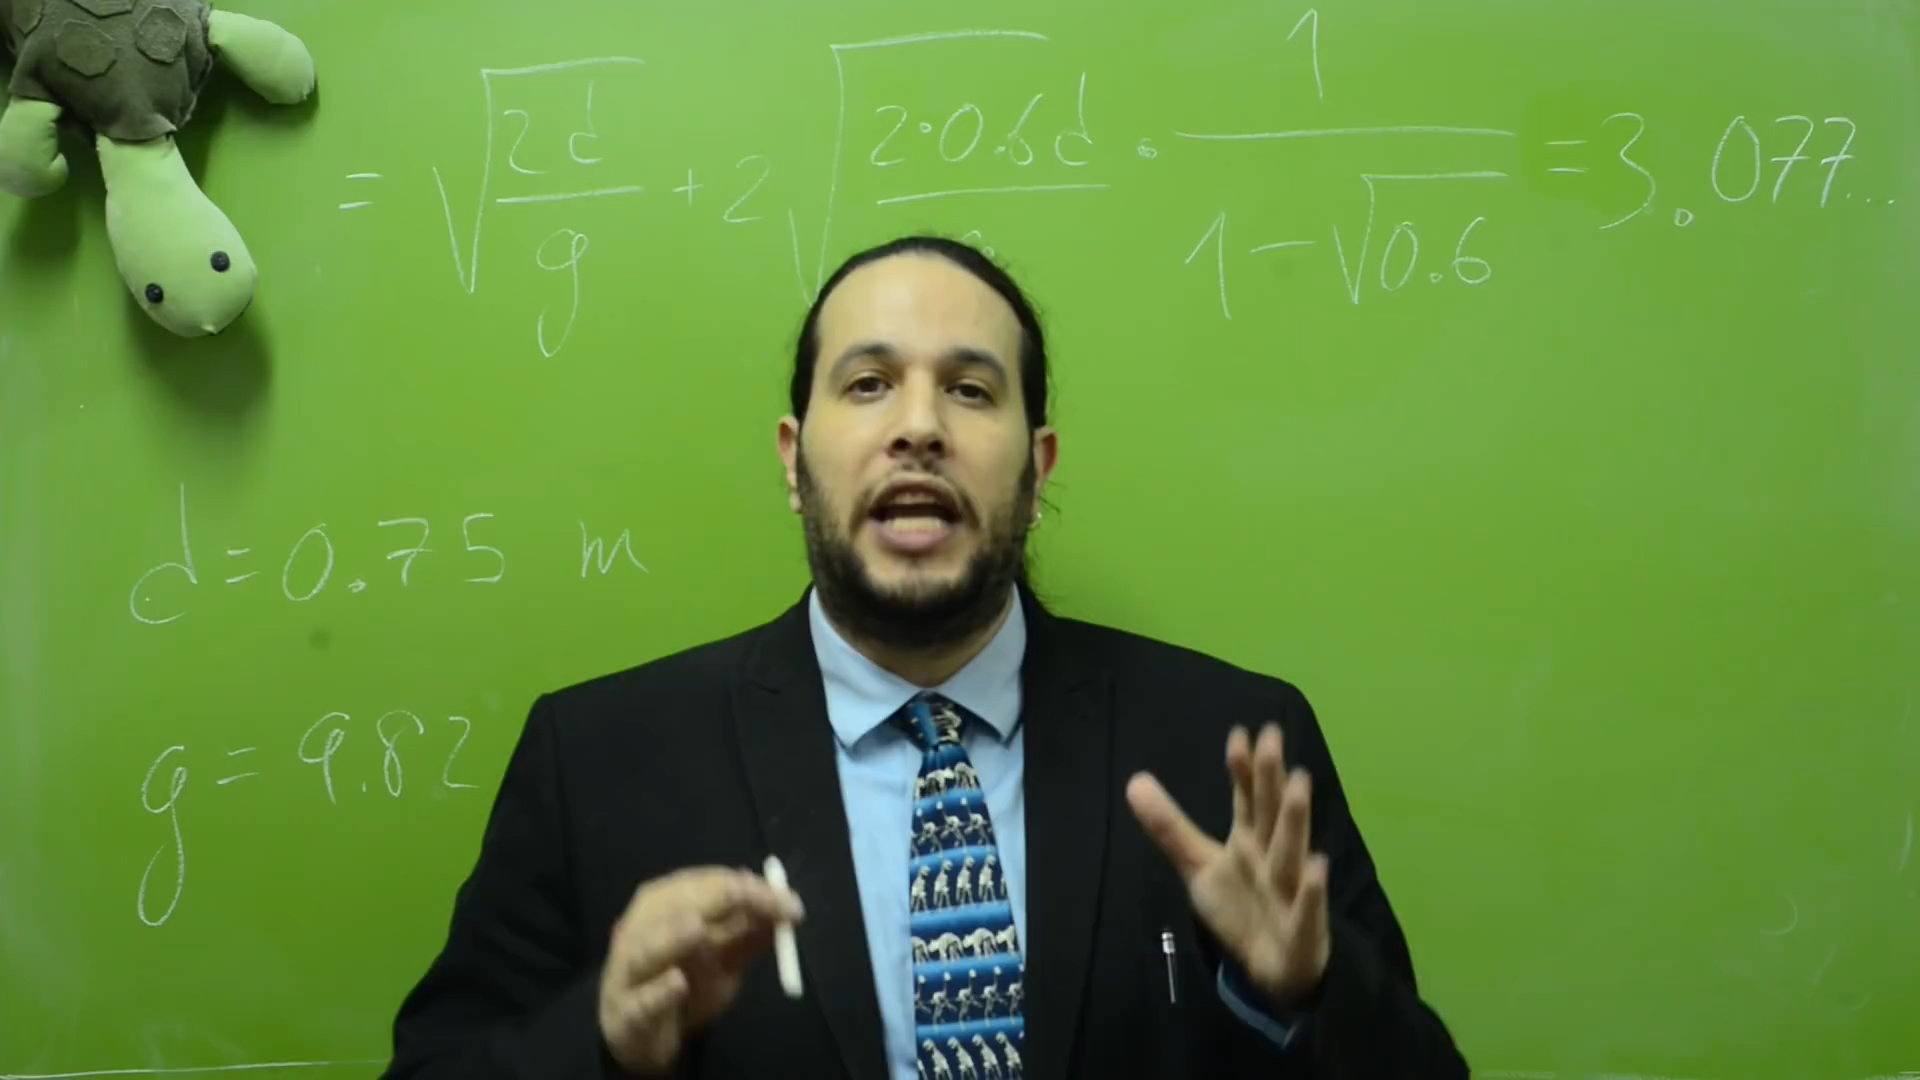 = √(2d/g) + 2 √(2·0.6d/g) · 1/(1-√0.6) = 3.077...
d = 0.75 m
g = 9.82